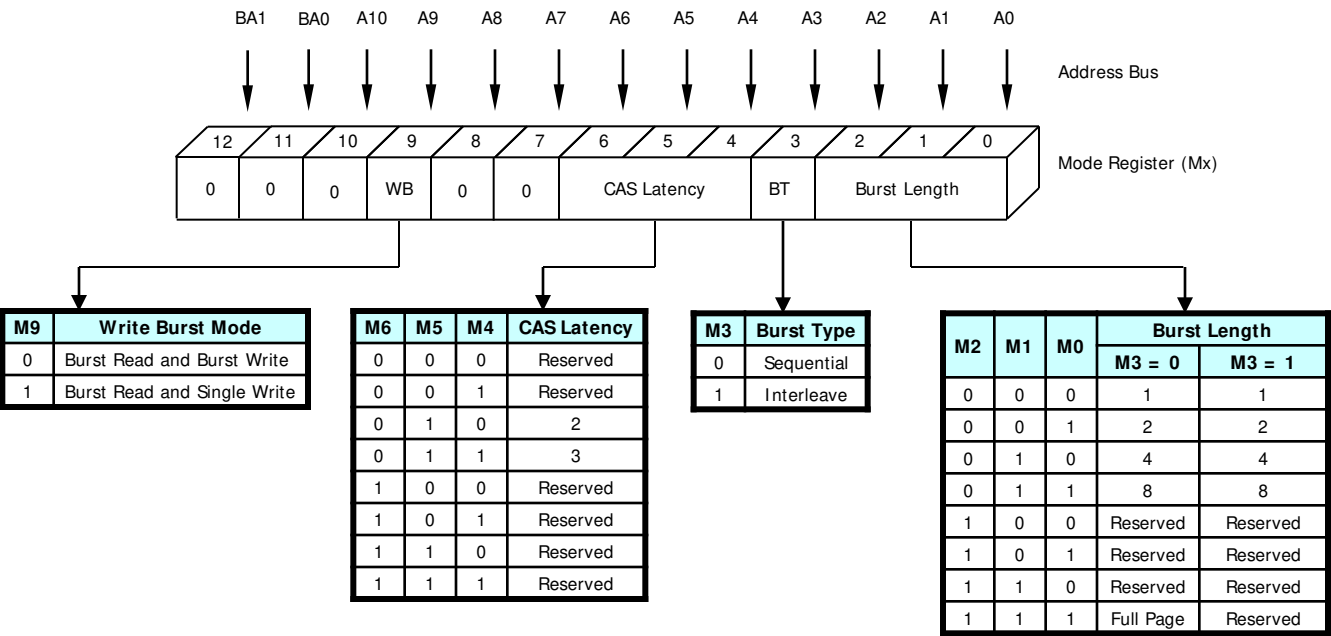 BA1 BA0 A10 A9 A8 A7 A6 A5 A4 A3 A2 A1 A0
Address Bus
12 11 10 9 8 7 6 5 4 3 2 1 0
Mode Register (Mx)
0 0 0 WB 0 0 CAS Latency BT Burst Length
M9 Write Burst Mode
0 Burst Read and Burst Write
1 Burst Read and Single Write
M6 M5 M4 CAS Latency
0 0 0 Reserved
0 0 1 Reserved
0 1 0 2
0 1 1 3
1 0 0 Reserved
1 0 1 Reserved
1 1 0 Reserved
1 1 1 Reserved
M3 Burst Type
0 Sequential
1 Interleave
M2 M1 M0 Burst Length
M3 = 0 M3 = 1
0 0 0 1 1
0 0 1 2 2
0 1 0 4 4
0 1 1 8 8
1 0 0 Reserved Reserved
1 0 1 Reserved Reserved
1 1 0 Reserved Reserved
1 1 1 Full Page Reserved